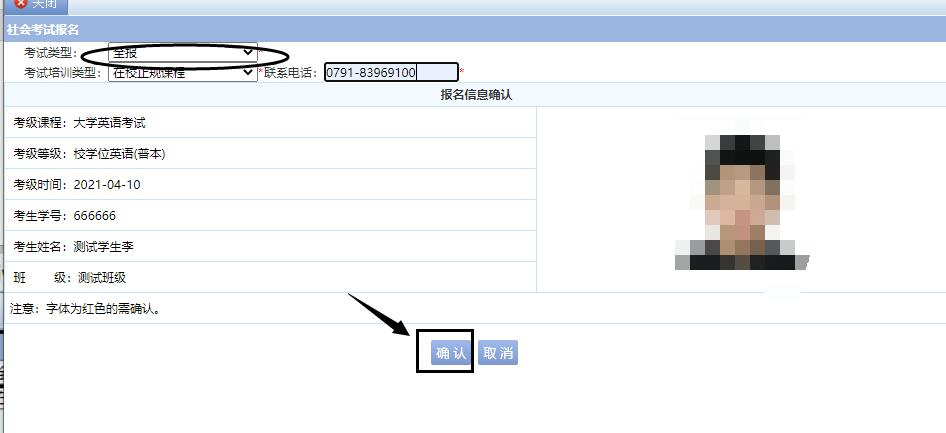 关闭
社会考试报名
考试类型： 全报 *
考试培训类型： 在校正规课程 *联系电话： 0791-83969100 *
报名信息确认
考级课程：大学英语考试
考级等级：校学位英语(普本)
考级时间：2021-04-10
考生学号：666666
考生姓名：测试学生李
班 级：测试班级
注意：字体为红色的需确认。
确 认 取 消